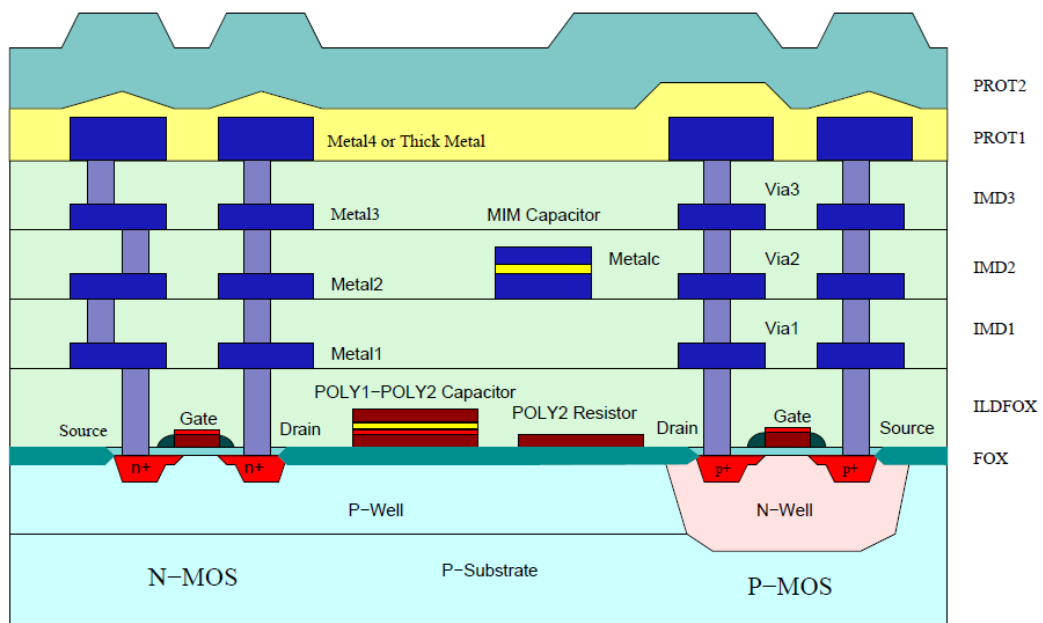 PROT2
Metal4 or Thick Metal
PROT1
Via3
IMD3
Metal3
MIM Capacitor
Metalc
Via2
IMD2
Metal2
Via1
IMD1
Metal1
POLY1−POLY2 Capacitor
ILDFOX
Source
Gate
Drain
POLY2 Resistor
Drain
Gate
Source
FOX
n+
n+
p+
p+
P−Well
N−Well
P−Substrate
N−MOS
P−MOS